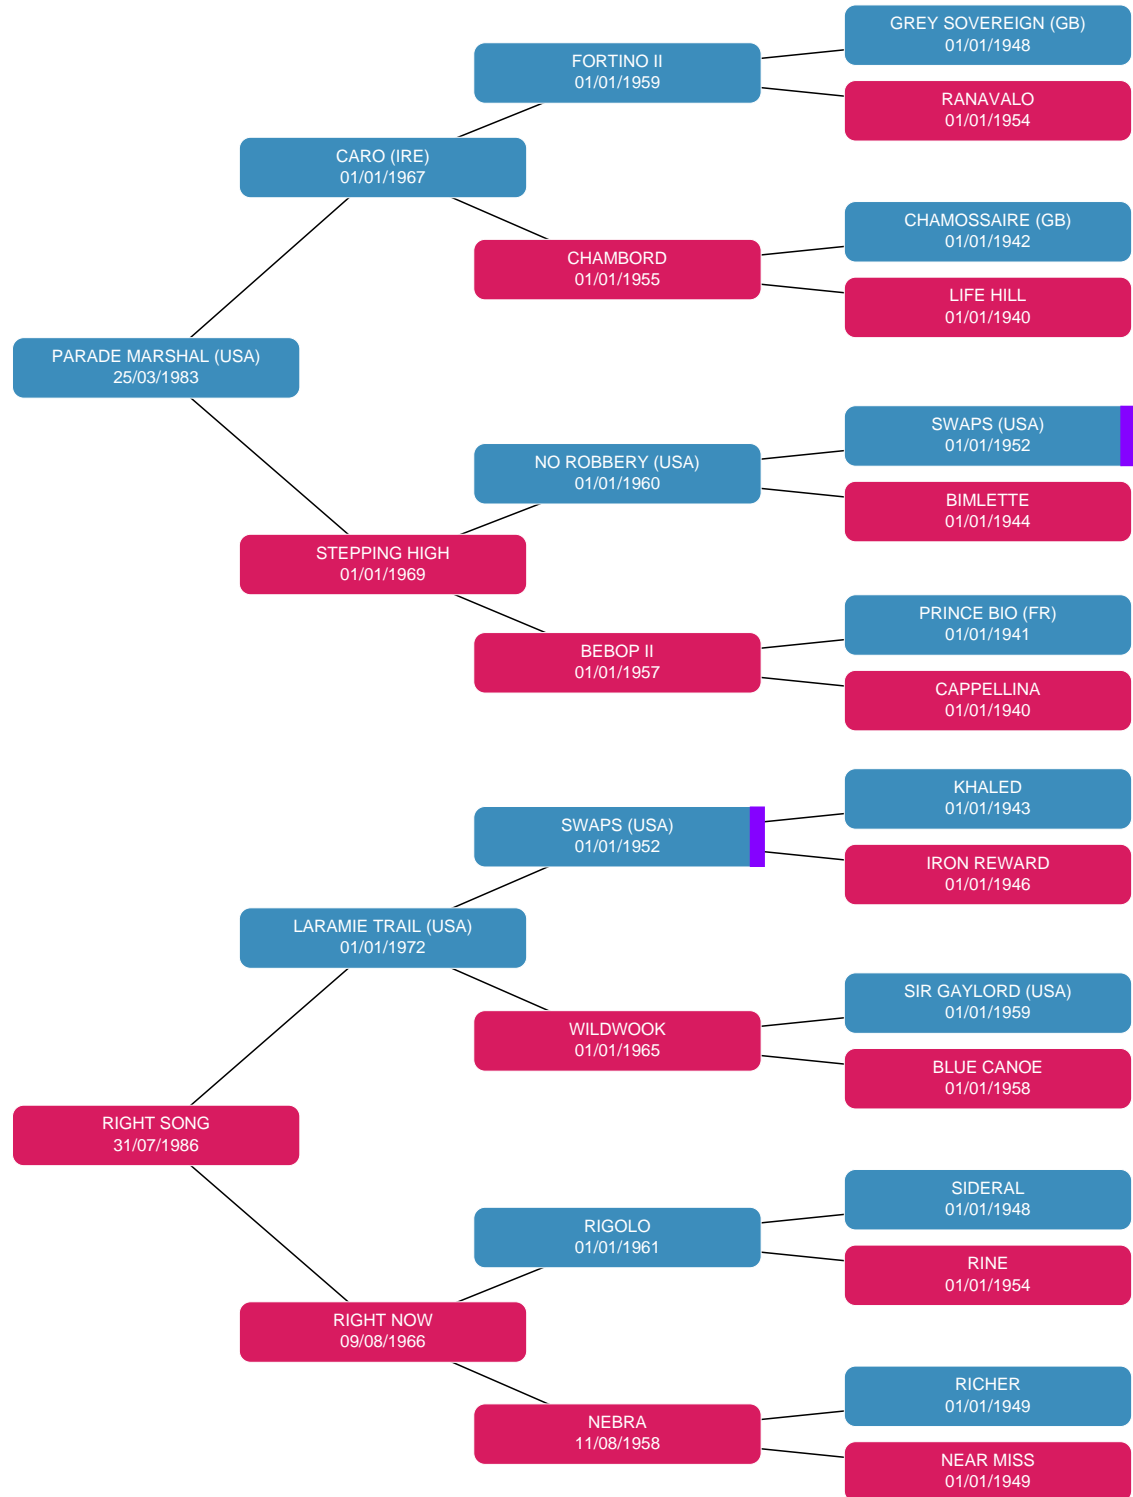 GREY SOVEREIGN (GB)
01/01/1948
FORTINO II
01/01/1959
RANAVALO
01/01/1954
CARO (IRE)
01/01/1967
CHAMOSSAIRE (GB)
01/01/1942
CHAMBORD
01/01/1955
LIFE HILL
01/01/1940
PARADE MARSHAL (USA)
25/03/1983
SWAPS (USA)
01/01/1952
NO ROBBERY (USA)
01/01/1960
BIMLETTE
01/01/1944
STEPPING HIGH
01/01/1969
PRINCE BIO (FR)
01/01/1941
BEBOP II
01/01/1957
CAPPELLINA
01/01/1940
KHALED
01/01/1943
SWAPS (USA)
01/01/1952
IRON REWARD
01/01/1946
LARAMIE TRAIL (USA)
01/01/1972
SIR GAYLORD (USA)
01/01/1959
WILDWOOK
01/01/1965
BLUE CANOE
01/01/1958
RIGHT SONG
31/07/1986
SIDERAL
01/01/1948
RIGOLO
01/01/1961
RINE
01/01/1954
RIGHT NOW
09/08/1966
RICHER
01/01/1949
NEBRA
11/08/1958
NEAR MISS
01/01/1949